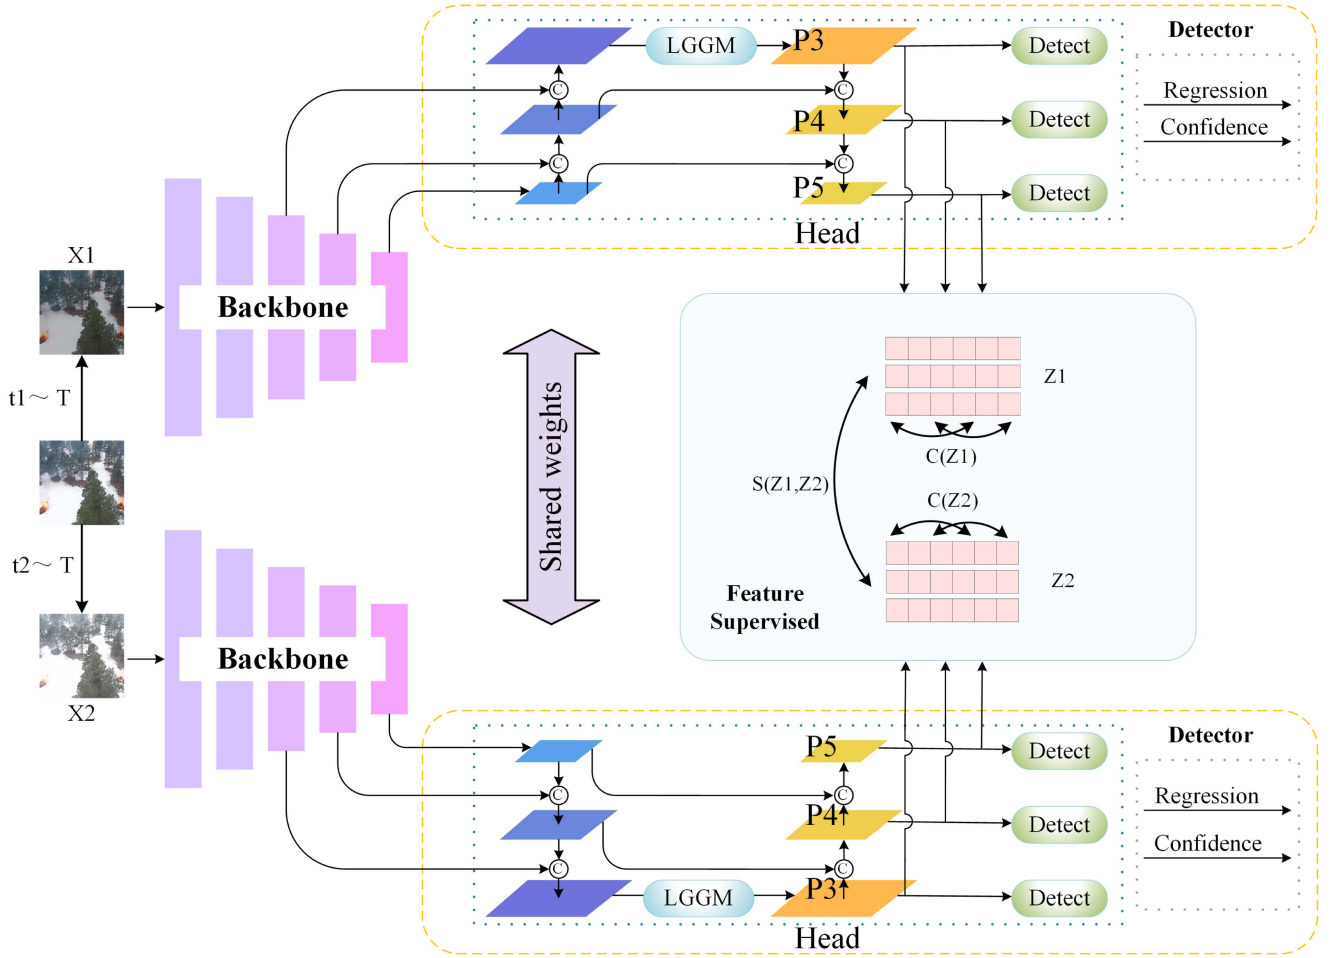 LGGM
P3
Detect
Detector
C
Regression
C
P4
Detect
Confidence
C
C
P5
Detect
Head
X1
Backbone
t1~ T
Shared weights
Z1
C(Z1)
S(Z1,Z2)
C(Z2)
Z2
Feature
Supervised
t2~ T
X2
Backbone
P5
Detect
Detector
C
C
Regression
P4
Detect
Confidence
C
C
LGGM
P3
Detect
Head